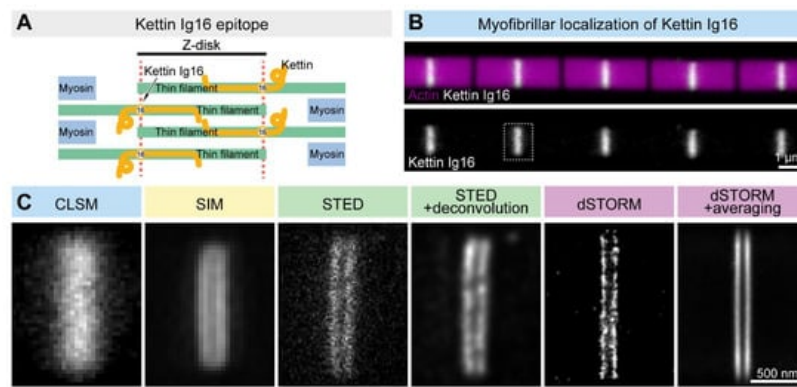 A
Kettin Ig16 epitope
Z-disk
Kettin Ig16
Kettin
Myosin
Thin filament
16
16
Thin filament
Myosin
Myosin
Thin filament
16
16
Thin filament
Myosin
B
Myofibrillar localization of Kettin Ig16
Actin Kettin Ig16
Kettin Ig16
1 µm
C
CLSM
SIM
STED
STED
+deconvolution
dSTORM
dSTORM
+averaging
500 nm